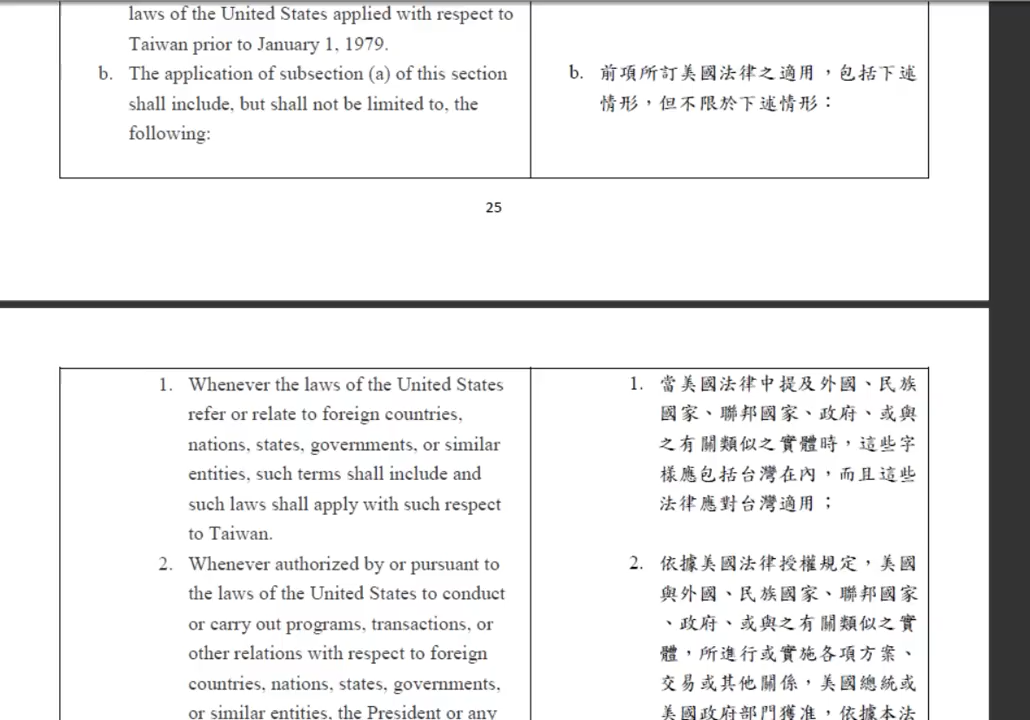 laws of the United States applied with respect to
Taiwan prior to January 1, 1979.
b. The application of subsection (a) of this section
shall include, but shall not be limited to, the
following:
b. 前項所訂美國法律之適用，包括下述
情形，但不限於下述情形：
25
1. Whenever the laws of the United States
refer or relate to foreign countries,
nations, states, governments, or similar
entities, such terms shall include and
such laws shall apply with such respect
to Taiwan.
2. Whenever authorized by or pursuant to
the laws of the United States to conduct
or carry out programs, transactions, or
other relations with respect to foreign
countries, nations, states, governments,
or similar entities, the President or any
1. 當美國法律中提及外國、民族
國家、聯邦國家、政府、或與
之有關類似之實體時，這些字
樣應包括台灣在內，而且這些
法律應對台灣適用；
2. 依據美國法律授權規定，美國
與外國、民族國家、聯邦國家
、政府、或與之有關類似之實
體，所進行或實施各項方案、
交易或其他關係，美國總統或
美國政府部門獲准，依據本法